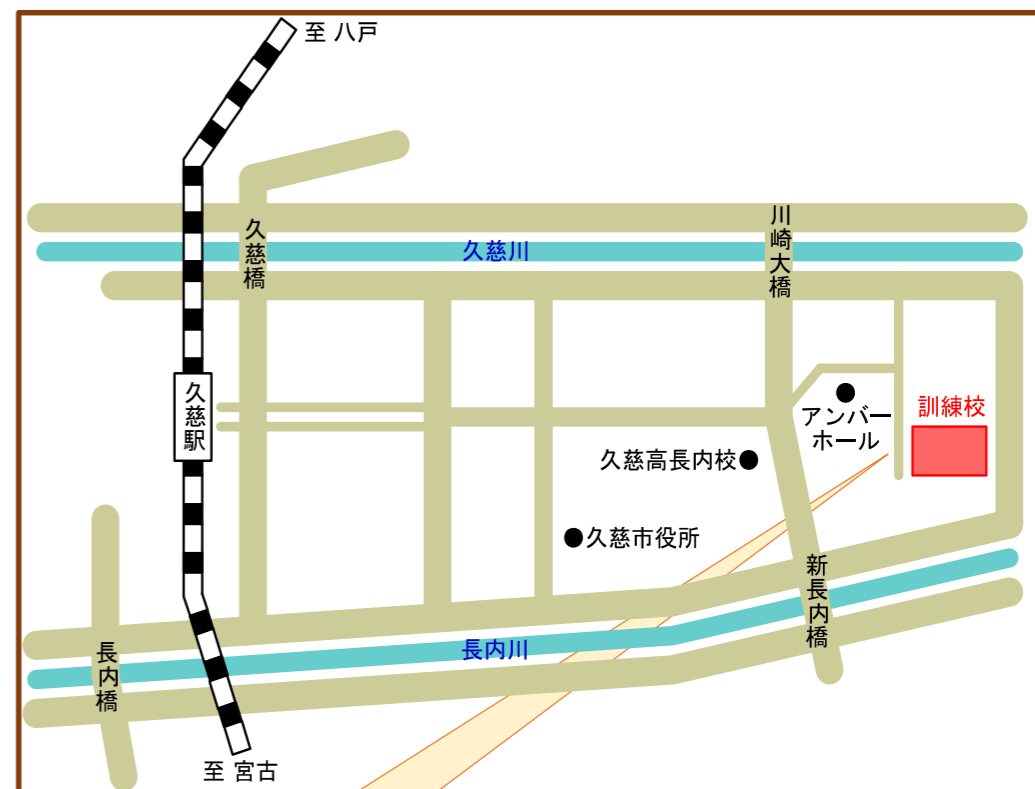 至 八戸
久慈橋
久慈川
川崎大橋
久慈駅
アンバー
ホール
訓練校
久慈高長内校
久慈市役所
新長内橋
長内川
長内橋
至 宮古